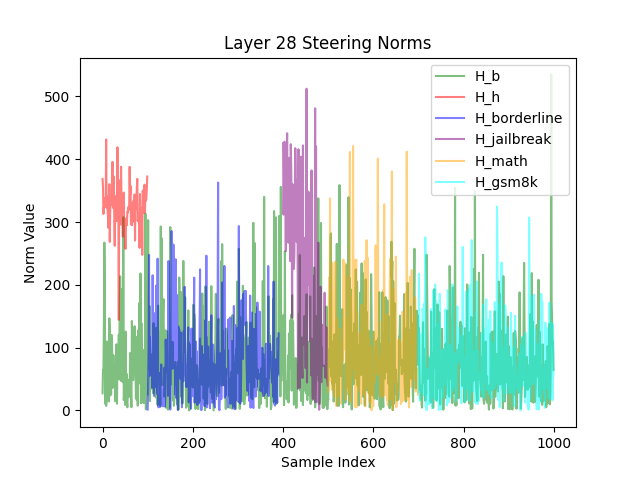 Layer 28 Steering Norms
Norm Value
500
400
300
200
100
0
H_b
H_h
H_borderline
H_jailbreak
H_math
H_gsm8k
0 200 400 600 800 1000
Sample Index